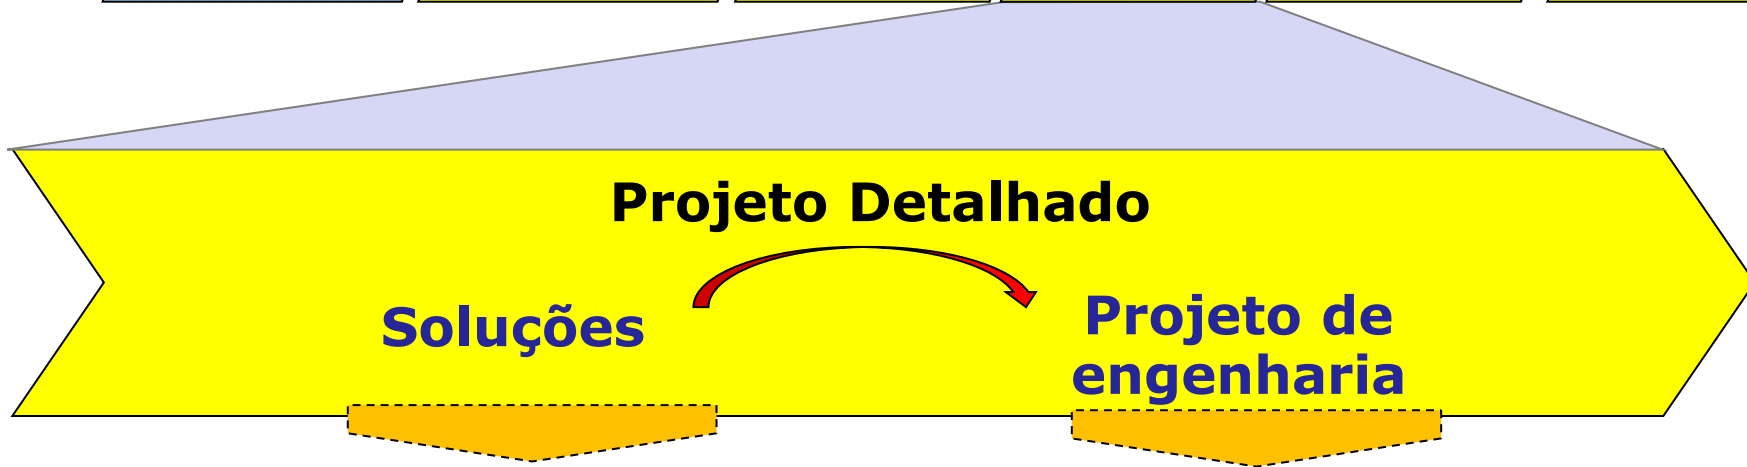 Projeto Detalhado
Soluções
Projeto de
engenharia